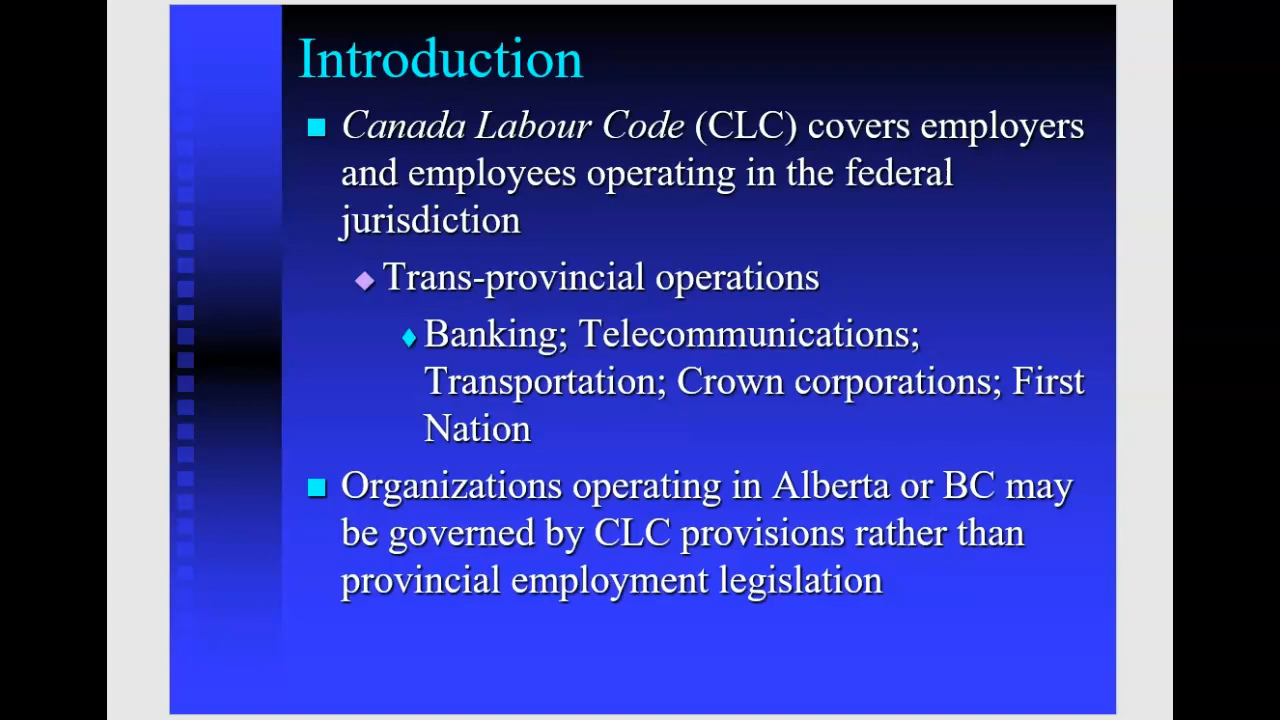 Introduction
Canada Labour Code (CLC) covers employers
and employees operating in the federal
jurisdiction
Trans-provincial operations
Banking; Telecommunications;
Transportation; Crown corporations; First
Nation
Organizations operating in Alberta or BC may
be governed by CLC provisions rather than
provincial employment legislation